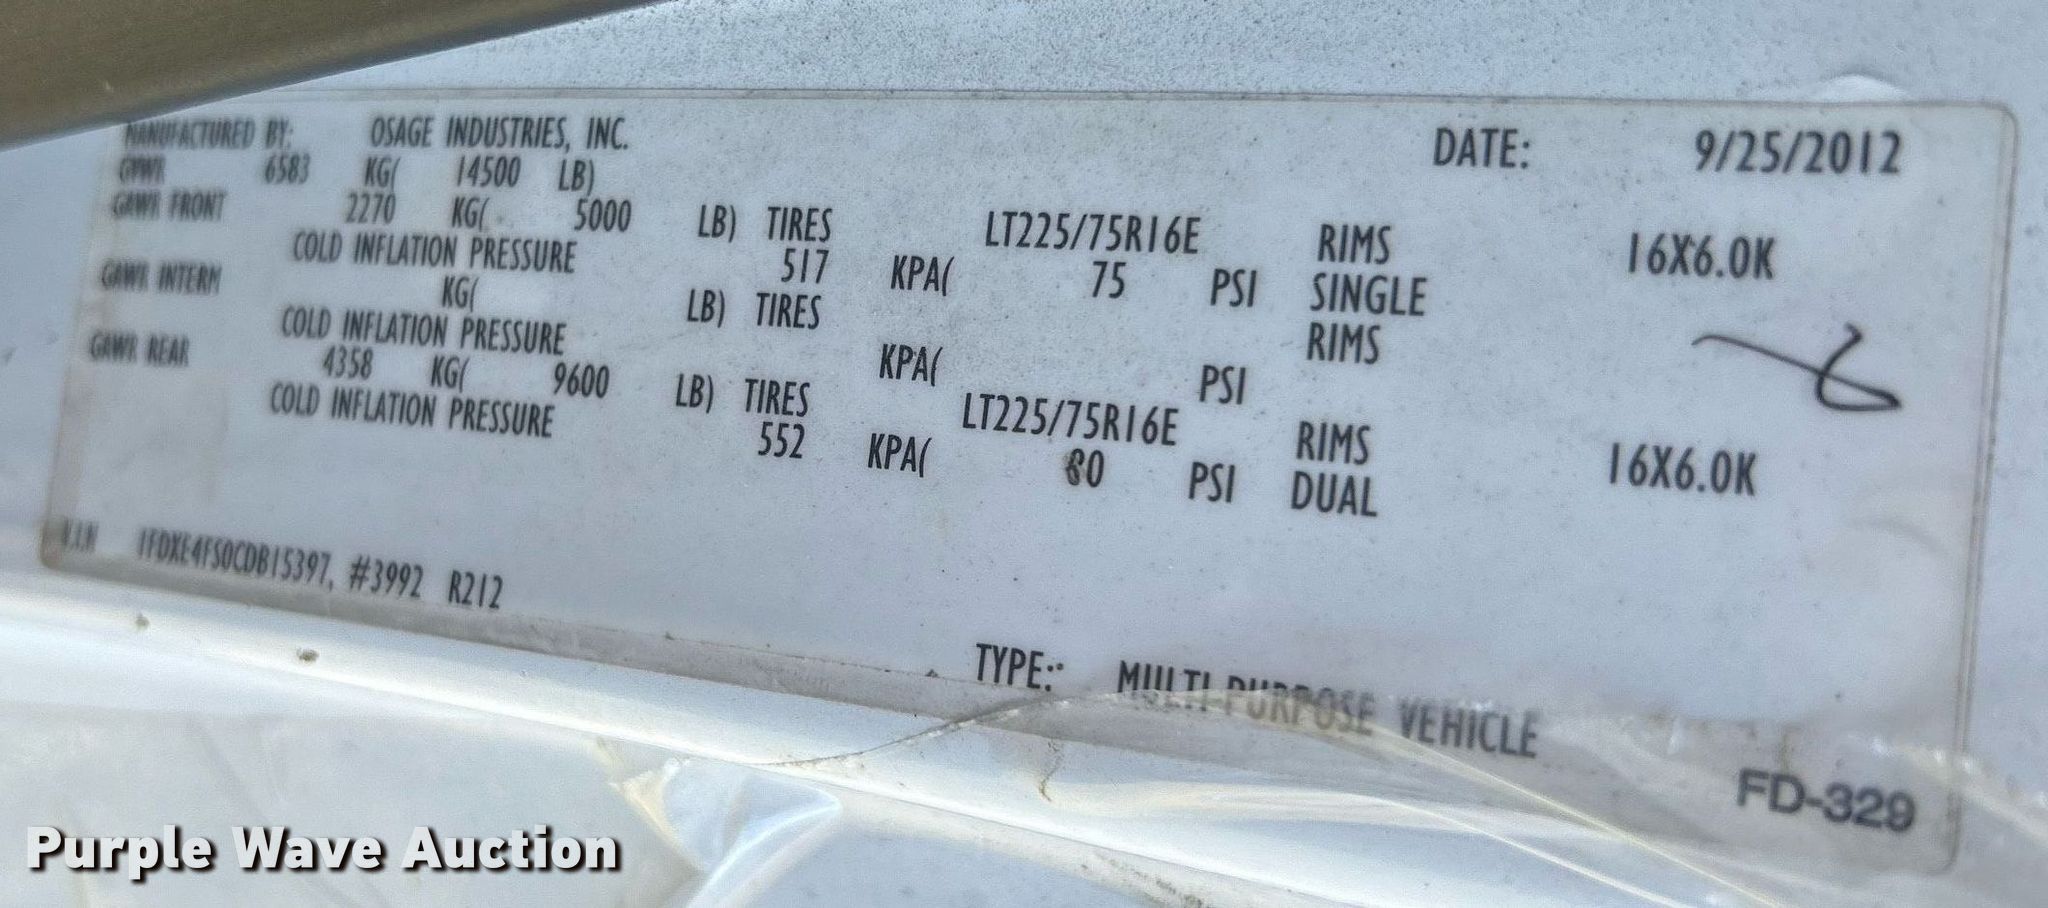 MANUFACTURED BY: OSAGE INDUSTRIES, INC. DATE: 9/25/2012
GVWR 6583 KG( 14500 LB)
GAWR FRONT 2270 KG( 5000 LB) TIRES LT225/75R16E RIMS 16X6.0K
COLD INFLATION PRESSURE 517 KPA( 75 PSI SINGLE
GAWR INTERM KG( LB) TIRES RIMS
COLD INFLATION PRESSURE KPA( PSI
GAWR REAR 4358 KG( 9600 LB) TIRES LT225/75R16E RIMS 16X6.0K
COLD INFLATION PRESSURE 552 KPA( 80 PSI DUAL
V.I.N 1FDXE4FS0CDB15397, #3992 R212
TYPE: MULTI-PURPOSE VEHICLE
FD-329
Purple Wave Auction